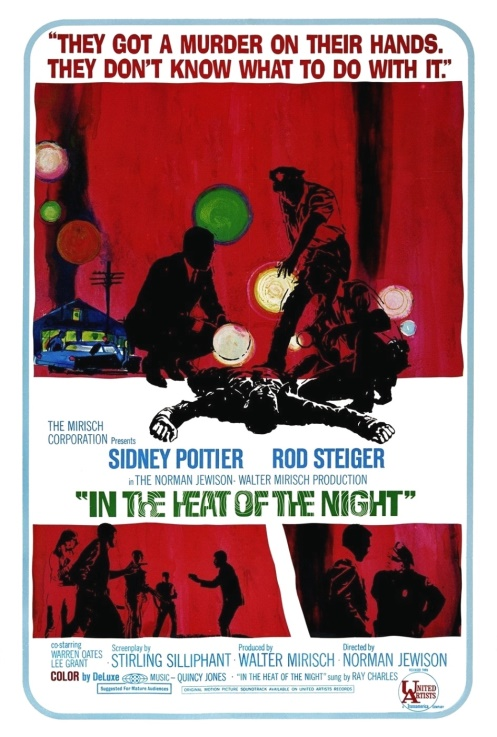 "THEY GOT A MURDER ON THEIR HANDS.
THEY DON'T KNOW WHAT TO DO WITH IT."
THE MIRISCH
CORPORATION Presents
SIDNEY POITIER ROD STEIGER
in THE NORMAN JEWISON-WALTER MIRISCH PRODUCTION
"IN THE HEAT OF THE NIGHT"
co-starring
WARREN OATES
LEE GRANT
Screenplay by
STIRLING SILLIPHANT
Produced by
WALTER MIRISCH
Directed by
NORMAN JEWISON
COLOR by DeLuxe MUSIC – QUINCY JONES · "IN THE HEAT OF THE NIGHT" sung by RAY CHARLES
Suggested For Mature Audiences
ORIGINAL MOTION PICTURE SOUNDTRACK AVAILABLE ON UNITED ARTISTS RECORDS
UA
UNITED
ARTISTS